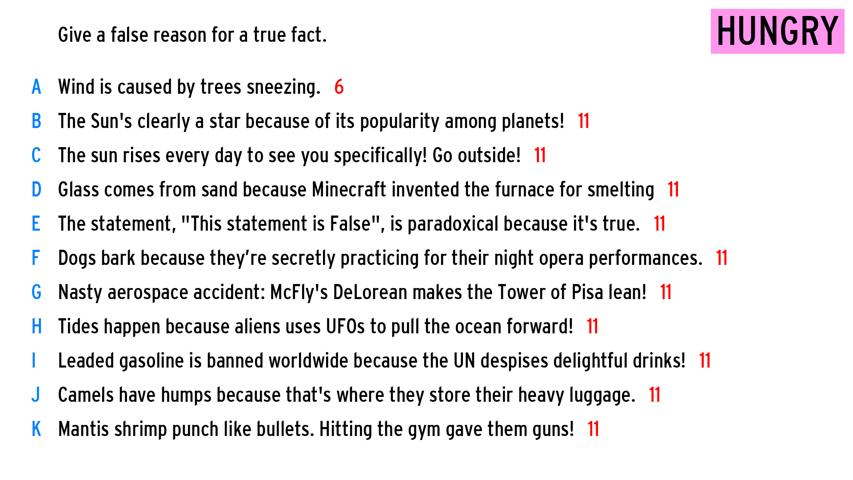 HUNGRY
Give a false reason for a true fact.
A Wind is caused by trees sneezing. 6
B The Sun's clearly a star because of its popularity among planets! 11
C The sun rises every day to see you specifically! Go outside! 11
D Glass comes from sand because Minecraft invented the furnace for smelting 11
E The statement, "This statement is False", is paradoxical because it's true. 11
F Dogs bark because they’re secretly practicing for their night opera performances. 11
G Nasty aerospace accident: McFly's DeLorean makes the Tower of Pisa lean! 11
H Tides happen because aliens uses UFOs to pull the ocean forward! 11
I Leaded gasoline is banned worldwide because the UN despises delightful drinks! 11
J Camels have humps because that's where they store their heavy luggage. 11
K Mantis shrimp punch like bullets. Hitting the gym gave them guns! 11